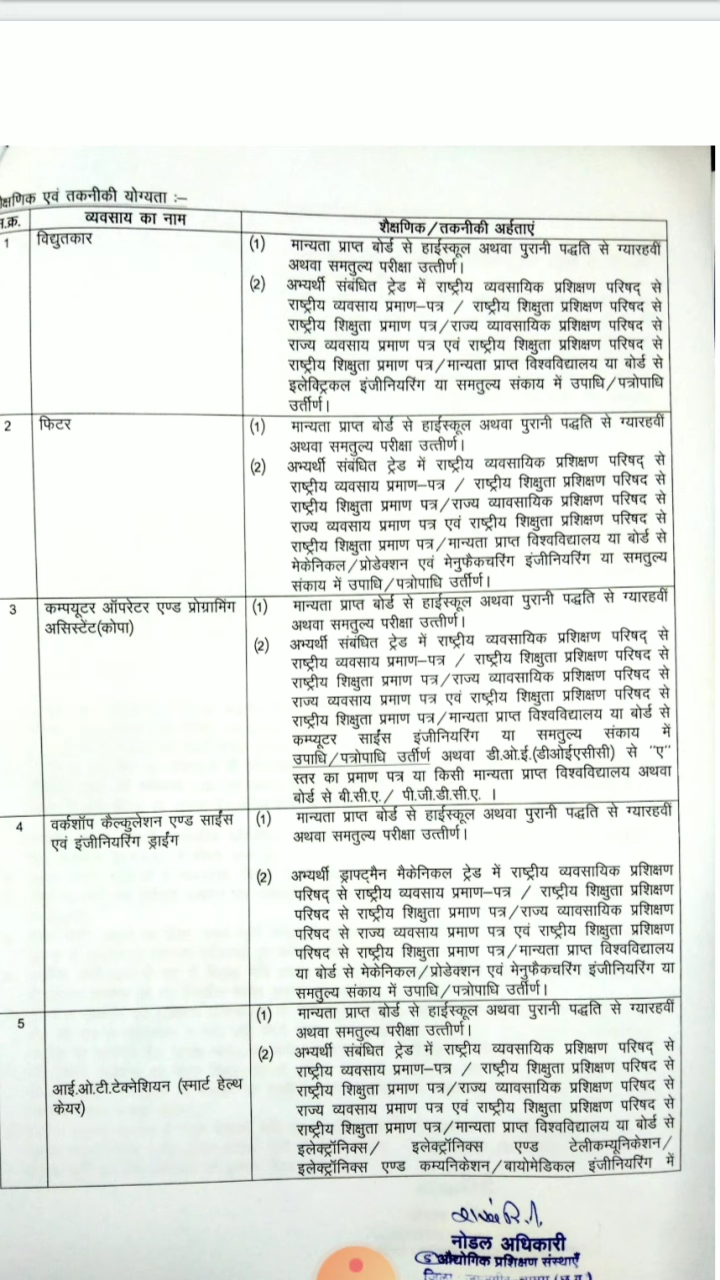 क्षणिक एवं तकनीकी योग्यता :–
.क्र. व्यवसाय का नाम शैक्षणिक/तकनीकी अर्हताएं
1 विद्युतकार (1) मान्यता प्राप्त बोर्ड से हाईस्कूल अथवा पुरानी पद्धति से ग्यारहवीं
अथवा समतुल्य परीक्षा उत्तीर्ण।
(2) अभ्यर्थी संबंधित ट्रेड में राष्ट्रीय व्यवसायिक प्रशिक्षण परिषद् से
राष्ट्रीय व्यवसाय प्रमाण–पत्र / राष्ट्रीय शिक्षुता प्रशिक्षण परिषद से
राष्ट्रीय शिक्षुता प्रमाण पत्र/राज्य व्यावसायिक प्रशिक्षण परिषद से
राज्य व्यवसाय प्रमाण पत्र एवं राष्ट्रीय शिक्षुता प्रशिक्षण परिषद से
राष्ट्रीय शिक्षुता प्रमाण पत्र/मान्यता प्राप्त विश्वविद्यालय या बोर्ड से
इलेक्ट्रिकल इंजीनियरिंग या समतुल्य संकाय में उपाधि/पत्रोपाधि
उर्तीर्ण।
2 फिटर (1) मान्यता प्राप्त बोर्ड से हाईस्कूल अथवा पुरानी पद्धति से ग्यारहवीं
अथवा समतुल्य परीक्षा उत्तीर्ण।
(2) अभ्यर्थी संबंधित ट्रेड में राष्ट्रीय व्यवसायिक प्रशिक्षण परिषद् से
राष्ट्रीय व्यवसाय प्रमाण–पत्र / राष्ट्रीय शिक्षुता प्रशिक्षण परिषद से
राष्ट्रीय शिक्षुता प्रमाण पत्र/राज्य व्यावसायिक प्रशिक्षण परिषद से
राज्य व्यवसाय प्रमाण पत्र एवं राष्ट्रीय शिक्षुता प्रशिक्षण परिषद से
राष्ट्रीय शिक्षुता प्रमाण पत्र/मान्यता प्राप्त विश्वविद्यालय या बोर्ड से
मेकेनिकल/प्रोडेक्शन एवं मेनुफैकचरिंग इंजीनियरिंग या समतुल्य
संकाय में उपाधि/पत्रोपाधि उर्तीर्ण।
3 कम्पयूटर ऑपरेटर एण्ड प्रोग्रामिंग (1) मान्यता प्राप्त बोर्ड से हाईस्कूल अथवा पुरानी पद्धति से ग्यारहवीं
असिस्टेंट(कोपा) अथवा समतुल्य परीक्षा उत्तीर्ण।
(2) अभ्यर्थी संबंधित ट्रेड में राष्ट्रीय व्यवसायिक प्रशिक्षण परिषद् से
राष्ट्रीय व्यवसाय प्रमाण–पत्र / राष्ट्रीय शिक्षुता प्रशिक्षण परिषद से
राष्ट्रीय शिक्षुता प्रमाण पत्र/राज्य व्यावसायिक प्रशिक्षण परिषद से
राज्य व्यवसाय प्रमाण पत्र एवं राष्ट्रीय शिक्षुता प्रशिक्षण परिषद से
राष्ट्रीय शिक्षुता प्रमाण पत्र/मान्यता प्राप्त विश्वविद्यालय या बोर्ड से
कम्प्यूटर साईंस इंजीनियरिंग या समतुल्य संकाय में
उपाधि/पत्रोपाधि उर्तीर्ण अथवा डी.ओ.ई.(डीओईएसीसी) से "ए"
स्तर का प्रमाण पत्र या किसी मान्यता प्राप्त विश्वविद्यालय अथवा
बोर्ड से बी.सी.ए./ पी.जी.डी.सी.ए. ।
4 वर्कशॉप कैल्कुलेशन एण्ड साईंस (1) मान्यता प्राप्त बोर्ड से हाईस्कूल अथवा पुरानी पद्धति से ग्यारहवीं
एवं इंजीनियरिंग ड्राईंग अथवा समतुल्य परीक्षा उत्तीर्ण।
(2) अभ्यर्थी ड्राफ्ट्मैन मैकेनिकल ट्रेड में राष्ट्रीय व्यवसायिक प्रशिक्षण
परिषद् से राष्ट्रीय व्यवसाय प्रमाण–पत्र / राष्ट्रीय शिक्षुता प्रशिक्षण
परिषद से राष्ट्रीय शिक्षुता प्रमाण पत्र/राज्य व्यावसायिक प्रशिक्षण
परिषद से राज्य व्यवसाय प्रमाण पत्र एवं राष्ट्रीय शिक्षुता प्रशिक्षण
परिषद से राष्ट्रीय शिक्षुता प्रमाण पत्र/मान्यता प्राप्त विश्वविद्यालय
या बोर्ड से मेकेनिकल/प्रोडेक्शन एवं मेनुफैकचरिंग इंजीनियरिंग या
समतुल्य संकाय में उपाधि/पत्रोपाधि उर्तीर्ण।
5 (1) मान्यता प्राप्त बोर्ड से हाईस्कूल अथवा पुरानी पद्धति से ग्यारहवीं
अथवा समतुल्य परीक्षा उत्तीर्ण।
(2) अभ्यर्थी संबंधित ट्रेड में राष्ट्रीय व्यवसायिक प्रशिक्षण परिषद् से
राष्ट्रीय व्यवसाय प्रमाण–पत्र / राष्ट्रीय शिक्षुता प्रशिक्षण परिषद से
आई.ओ.टी.टेक्नेशियन (स्मार्ट हेल्थ राष्ट्रीय शिक्षुता प्रमाण पत्र/राज्य व्यावसायिक प्रशिक्षण परिषद से
केयर) राज्य व्यवसाय प्रमाण पत्र एवं राष्ट्रीय शिक्षुता प्रशिक्षण परिषद से
राष्ट्रीय शिक्षुता प्रमाण पत्र/मान्यता प्राप्त विश्वविद्यालय या बोर्ड से
इलेक्ट्रॉनिक्स/ इलेक्ट्रॉनिक्स एण्ड टेलीकम्यूनिकेशन/
इलेक्ट्रॉनिक्स एण्ड कम्यनिकेशन/बायोमेडिकल इंजीनियरिंग में
नोडल अधिकारी
औद्योगिक प्रशिक्षण संस्थाएँ